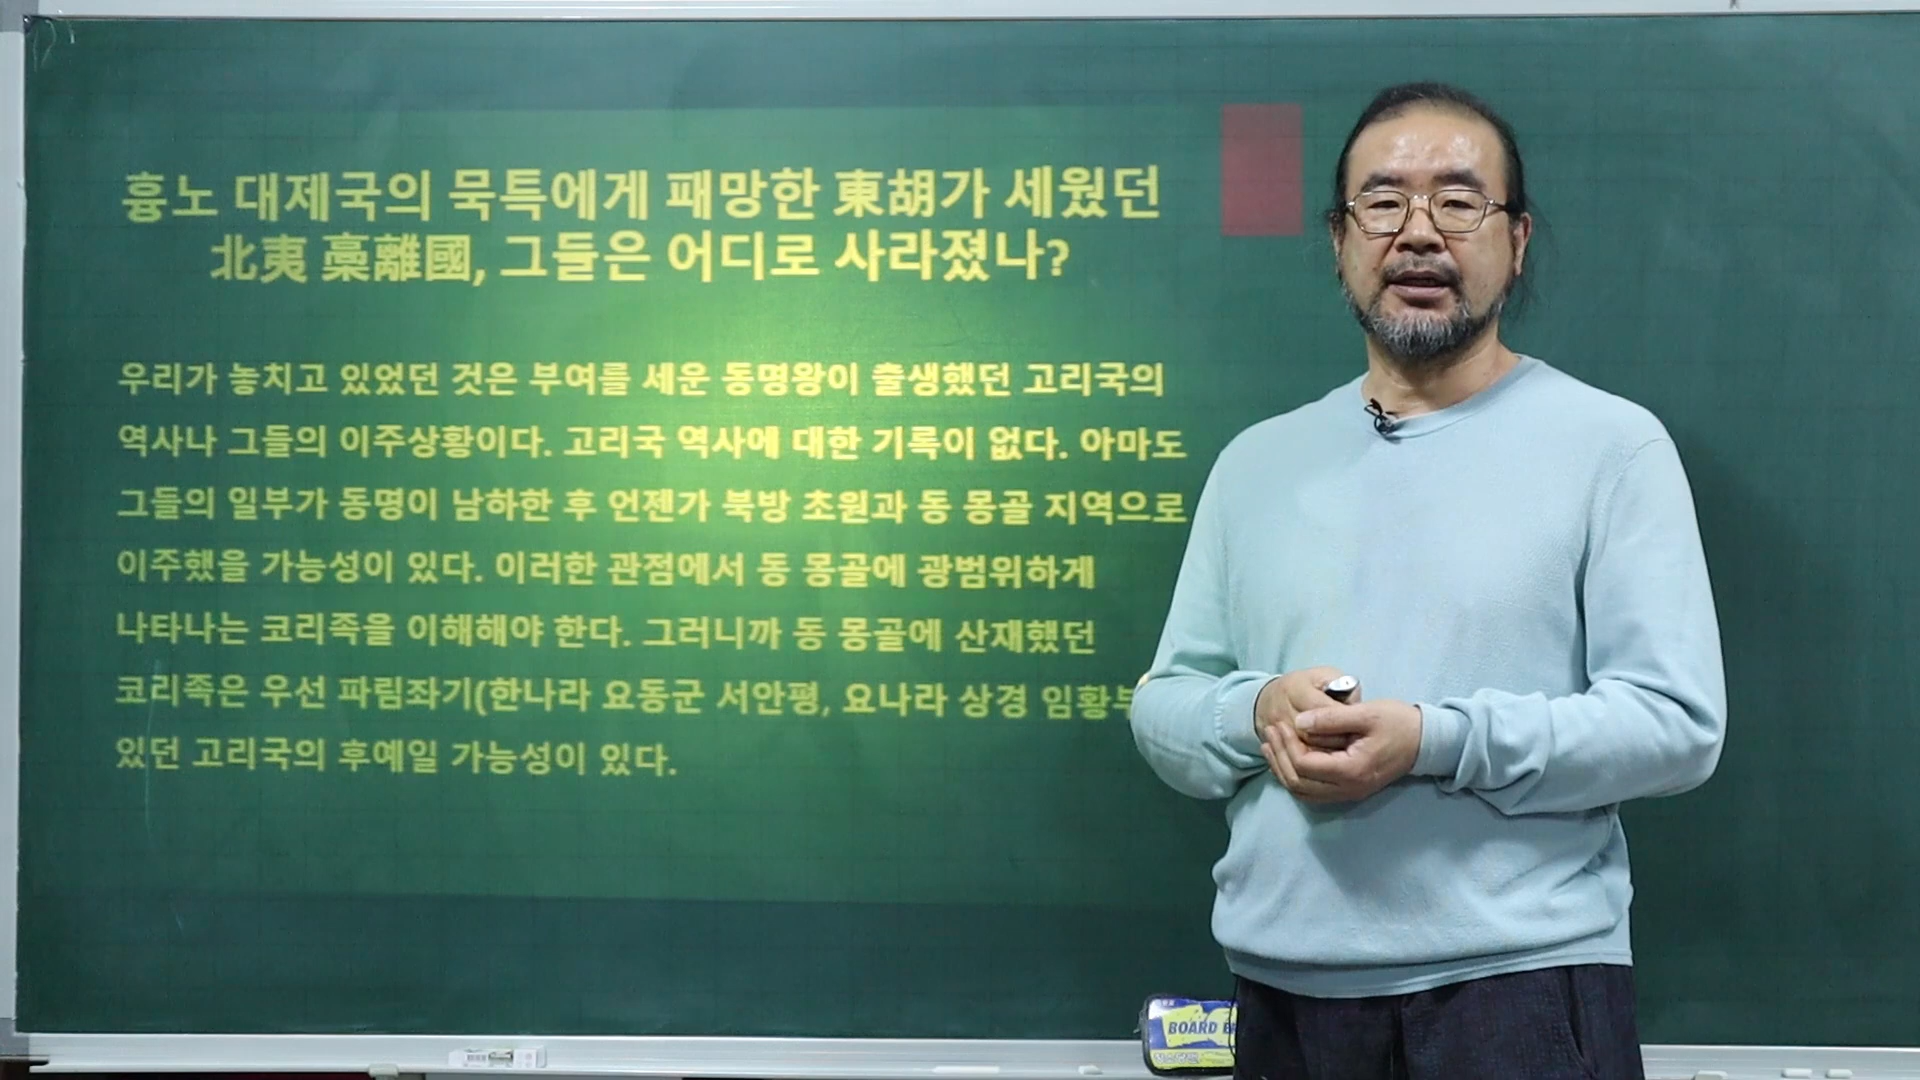 흉노 대제국의 묵특에게 패망한 東胡가 세웠던
北夷 稾離國, 그들은 어디로 사라졌나?
우리가 놓치고 있었던 것은 부여를 세운 동명왕이 출생했던 고리국의
역사나 그들의 이주상황이다. 고리국 역사에 대한 기록이 없다. 아마도
그들의 일부가 동명이 남하한 후 언젠가 북방 초원과 동 몽골 지역으로
이주했을 가능성이 있다. 이러한 관점에서 동 몽골에 광범위하게
나타나는 코리족을 이해해야 한다. 그러니까 동 몽골에 산재했던
코리족은 우선 파림좌기(한나라 요동군 서안평, 요나라 상경 임황부
있던 고리국의 후예일 가능성이 있다.
BOARD